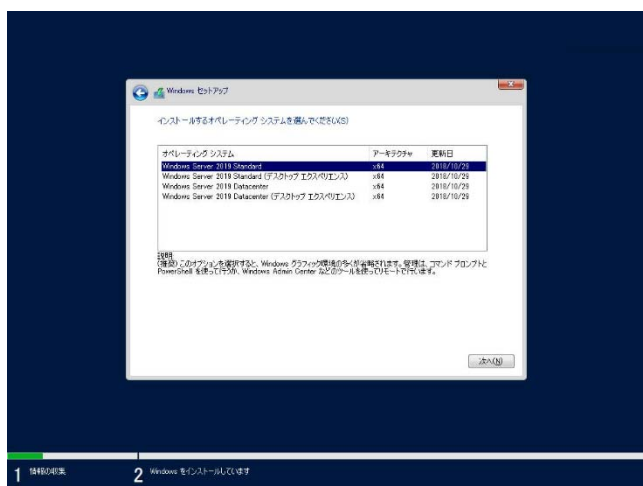 Windows セットアップ
インストールするオペレーティング システムを選んでください(S)
オペレーティング システム アーキテクチャ 更新日
Windows Server 2019 Standard x64 2018/10/29
Windows Server 2019 Standard (デスクトップ エクスペリエンス) x64 2018/10/29
Windows Server 2019 Datacenter x64 2018/10/29
Windows Server 2019 Datacenter (デスクトップ エクスペリエンス) x64 2018/10/29
説明
(推奨) このオプションを選択すると、Windows グラフィック環境の多くが省略されます。管理は、コマンド プロンプトと
PowerShell を使って行うか、Windows Admin Center などのツールを使ってリモートで行います。
次へ(N)
1 情報の収集 2 Windows をインストールしています